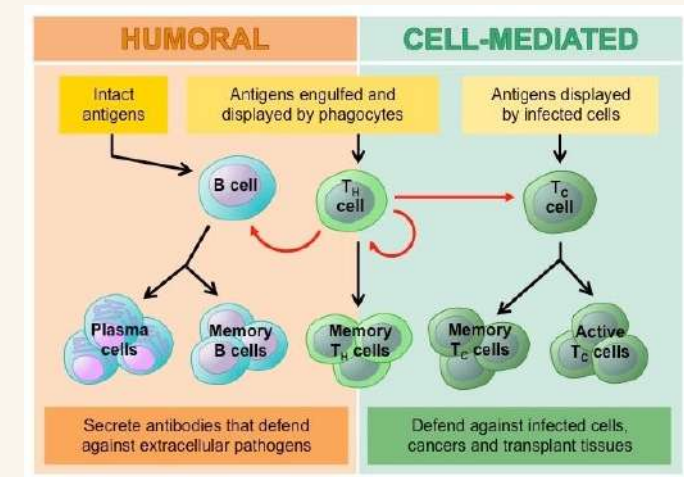 HUMORAL
CELL-MEDIATED
Intact
antigens
Antigens engulfed and
displayed by phagocytes
Antigens displayed
by infected cells
B cell
TH
cell
TC
cell
Plasma
cells
Memory
B cells
Memory
TH cells
Memory
TC cells
Active
TC cells
Secrete antibodies that defend
against extracellular pathogens
Defend against infected cells,
cancers and transplant tissues